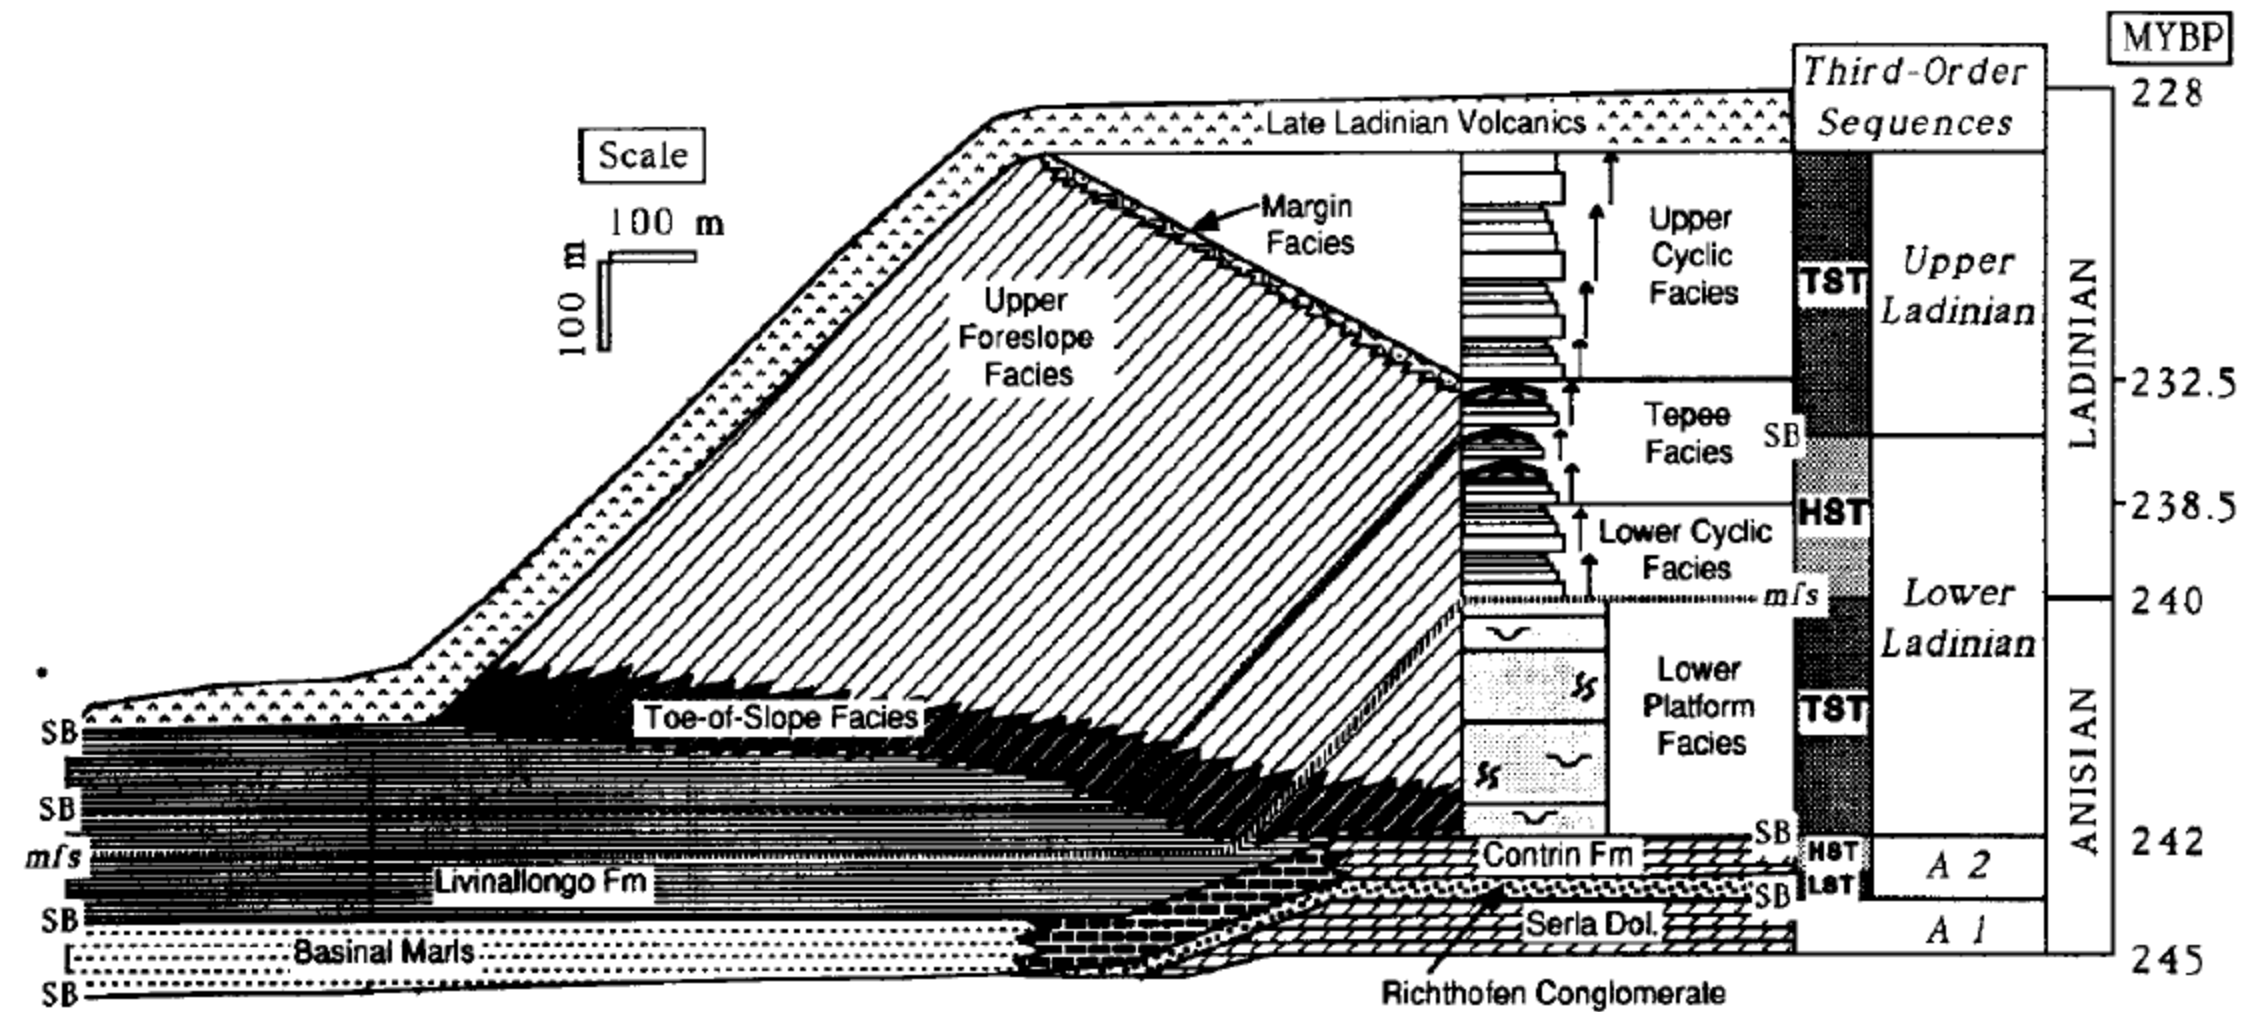 MYBP
Third-Order
Sequences
228
Late Ladinian Volcanics
Scale
100 m
100 m
Margin
Facies
Upper
Cyclic
Facies
TST
Upper
Ladinian
LADINIAN
Upper
Foreslope
Facies
232.5
Tepee
Facies
SB
HST
238.5
Lower Cyclic
Facies
mfs
240
Lower
Ladinian
Lower
Platform
Facies
TST
ANISIAN
Toe-of-Slope Facies
SB
SB
mfs
SB
SB
Livinallongo Fm
Basinal Marls
Contrin Fm
SB
HST
LST
A 2
242
SB
Serla Dol.
A 1
245
Richthofen Conglomerate